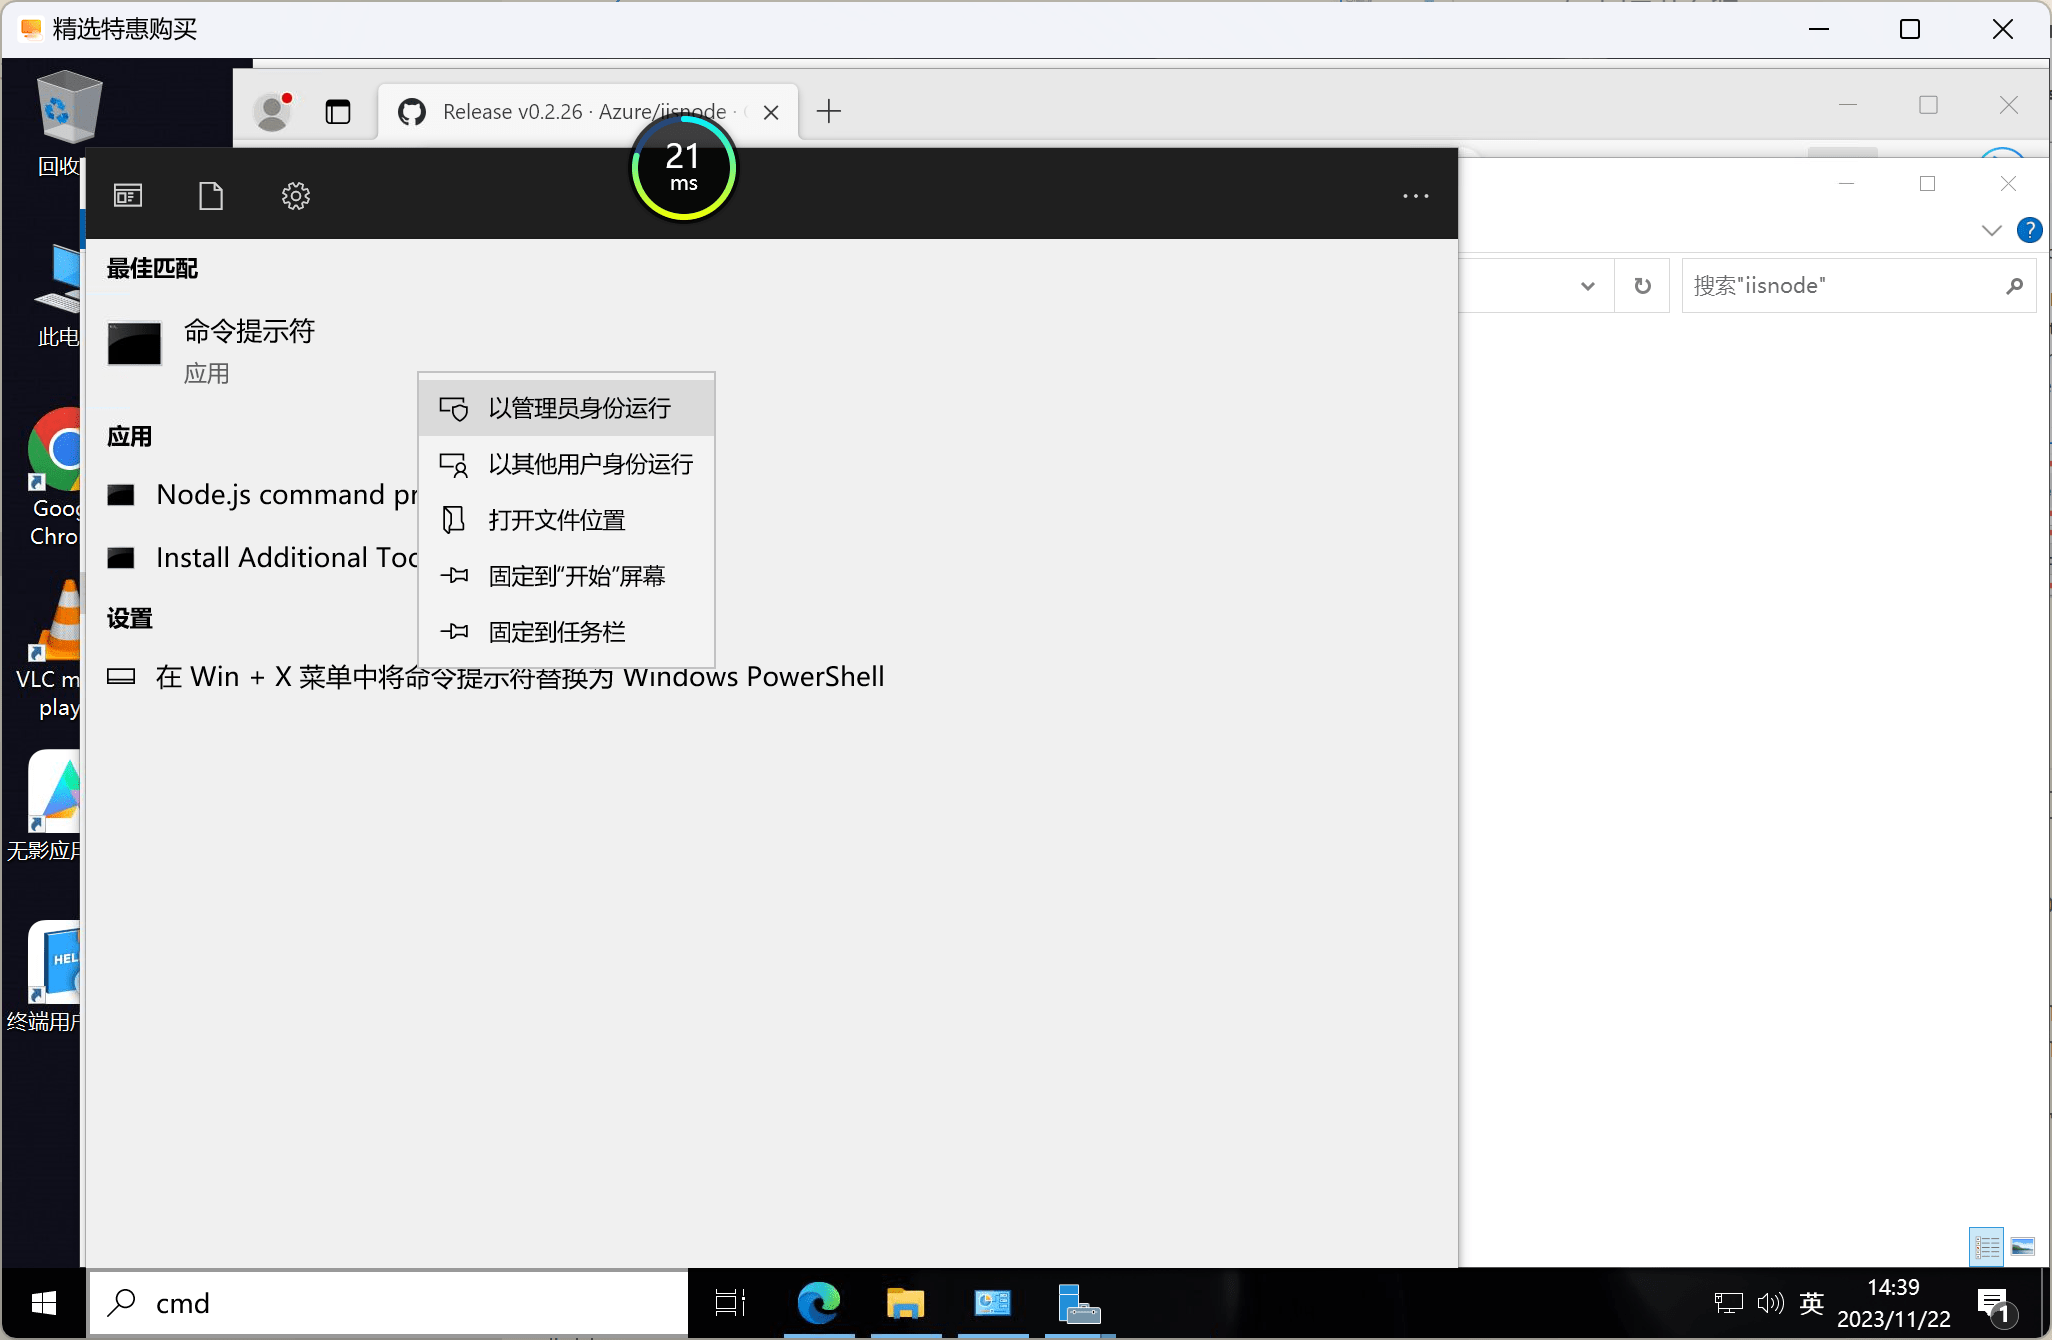 精选特惠购买
Release v0.2.26 · Azure/iisnode ·
21
ms
回收
最佳匹配
命令提示符
应用
搜索"iisnode"
此电
以管理员身份运行
应用
以其他用户身份运行
Node.js command pr
Goog
Chro
打开文件位置
Install Additional Too
固定到“开始”屏幕
设置
固定到任务栏
在 Win + X 菜单中将命令提示符替换为 Windows PowerShell
VLC m
play
无影应用
HEL
终端用户
cmd
英
14:39
2023/11/22
1